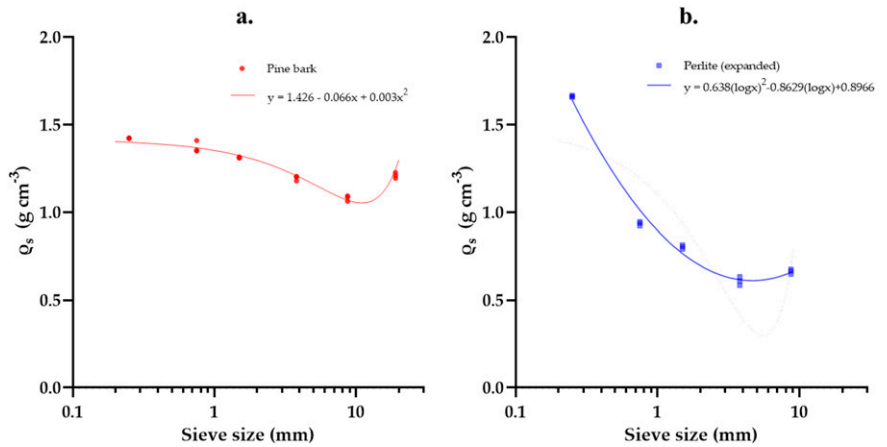 a.
2.0
1.5
1.0
0.5
0.0
ϱs (g cm-3)
Pine bark
y = 1.426 - 0.066x + 0.003x2
0.1
1
10
Sieve size (mm)
b.
2.0
1.5
1.0
0.5
0.0
ϱs (g cm-3)
Perlite (expanded)
y = 0.638(logx)2-0.8629(logx)+0.8966
0.1
1
10
Sieve size (mm)